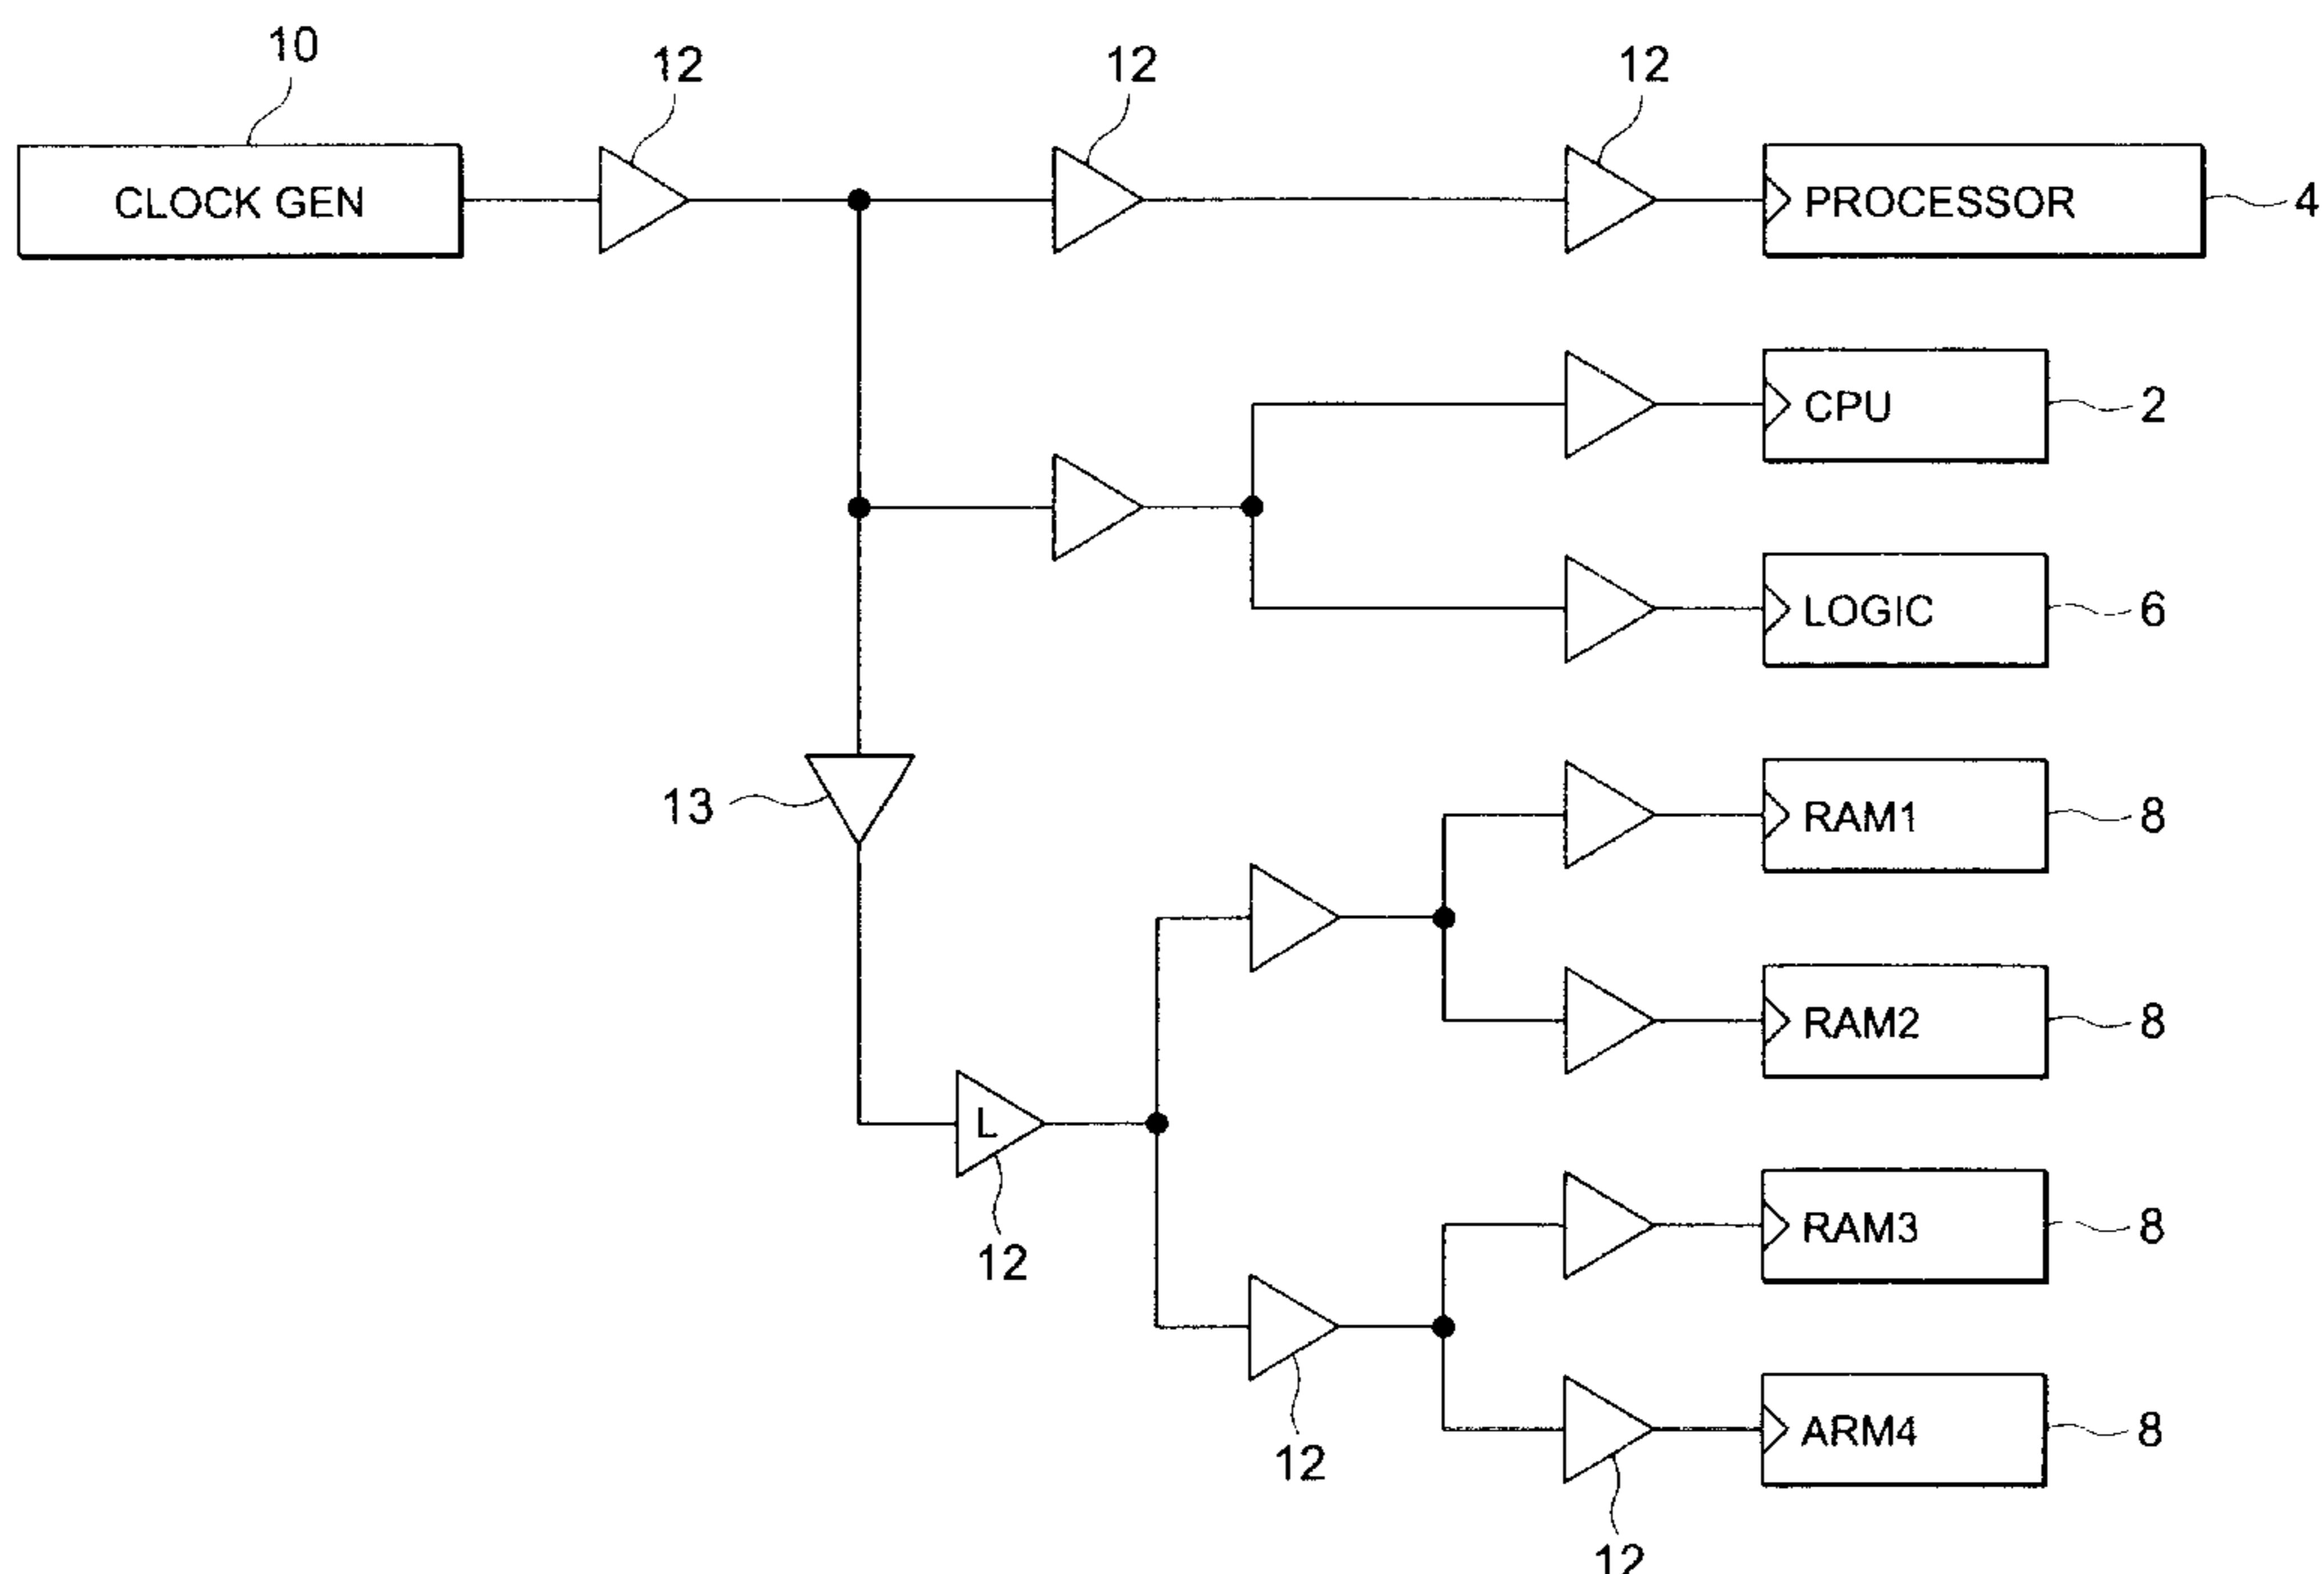 10
12 12 12
CLOCK GEN PROCESSOR 4
CPU 2
LOGIC 6
13 RAM1 8
RAM2 8
L
12 RAM3 8
12 ARM4 8
12